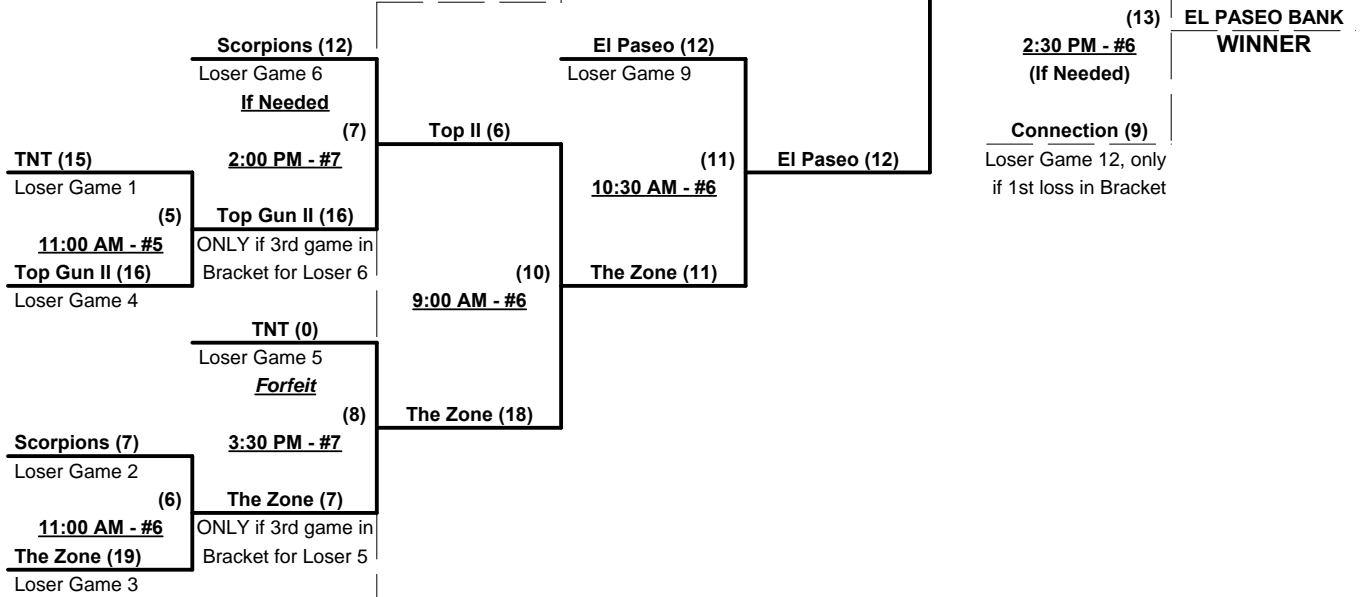 (13) EL PASEO BANK
Scorpions (12) El Paseo (12) 2:30 PM - #6 WINNER
Loser Game 6 Loser Game 9 (If Needed)
If Needed
(7) Top II (6) Connection (9)
TNT (15) 2:00 PM - #7 (11) El Paseo (12) Loser Game 12, only
Loser Game 1 10:30 AM - #6 if 1st loss in Bracket
(5) Top Gun II (16)
11:00 AM - #5 ONLY if 3rd game in
Top Gun II (16) Bracket for Loser 6 (10) The Zone (11)
Loser Game 4 9:00 AM - #6
TNT (0)
Loser Game 5
Forfeit
(8) The Zone (18)
Scorpions (7) 3:30 PM - #7
Loser Game 2
(6) The Zone (7)
11:00 AM - #6 ONLY if 3rd game in
The Zone (19) Bracket for Loser 5
Loser Game 3